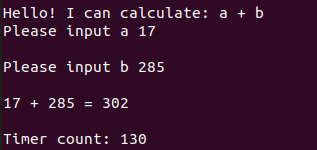 Hello! I can calculate: a + b
Please input a 17
Please input b 285
17 + 285 = 302
Timer count: 130